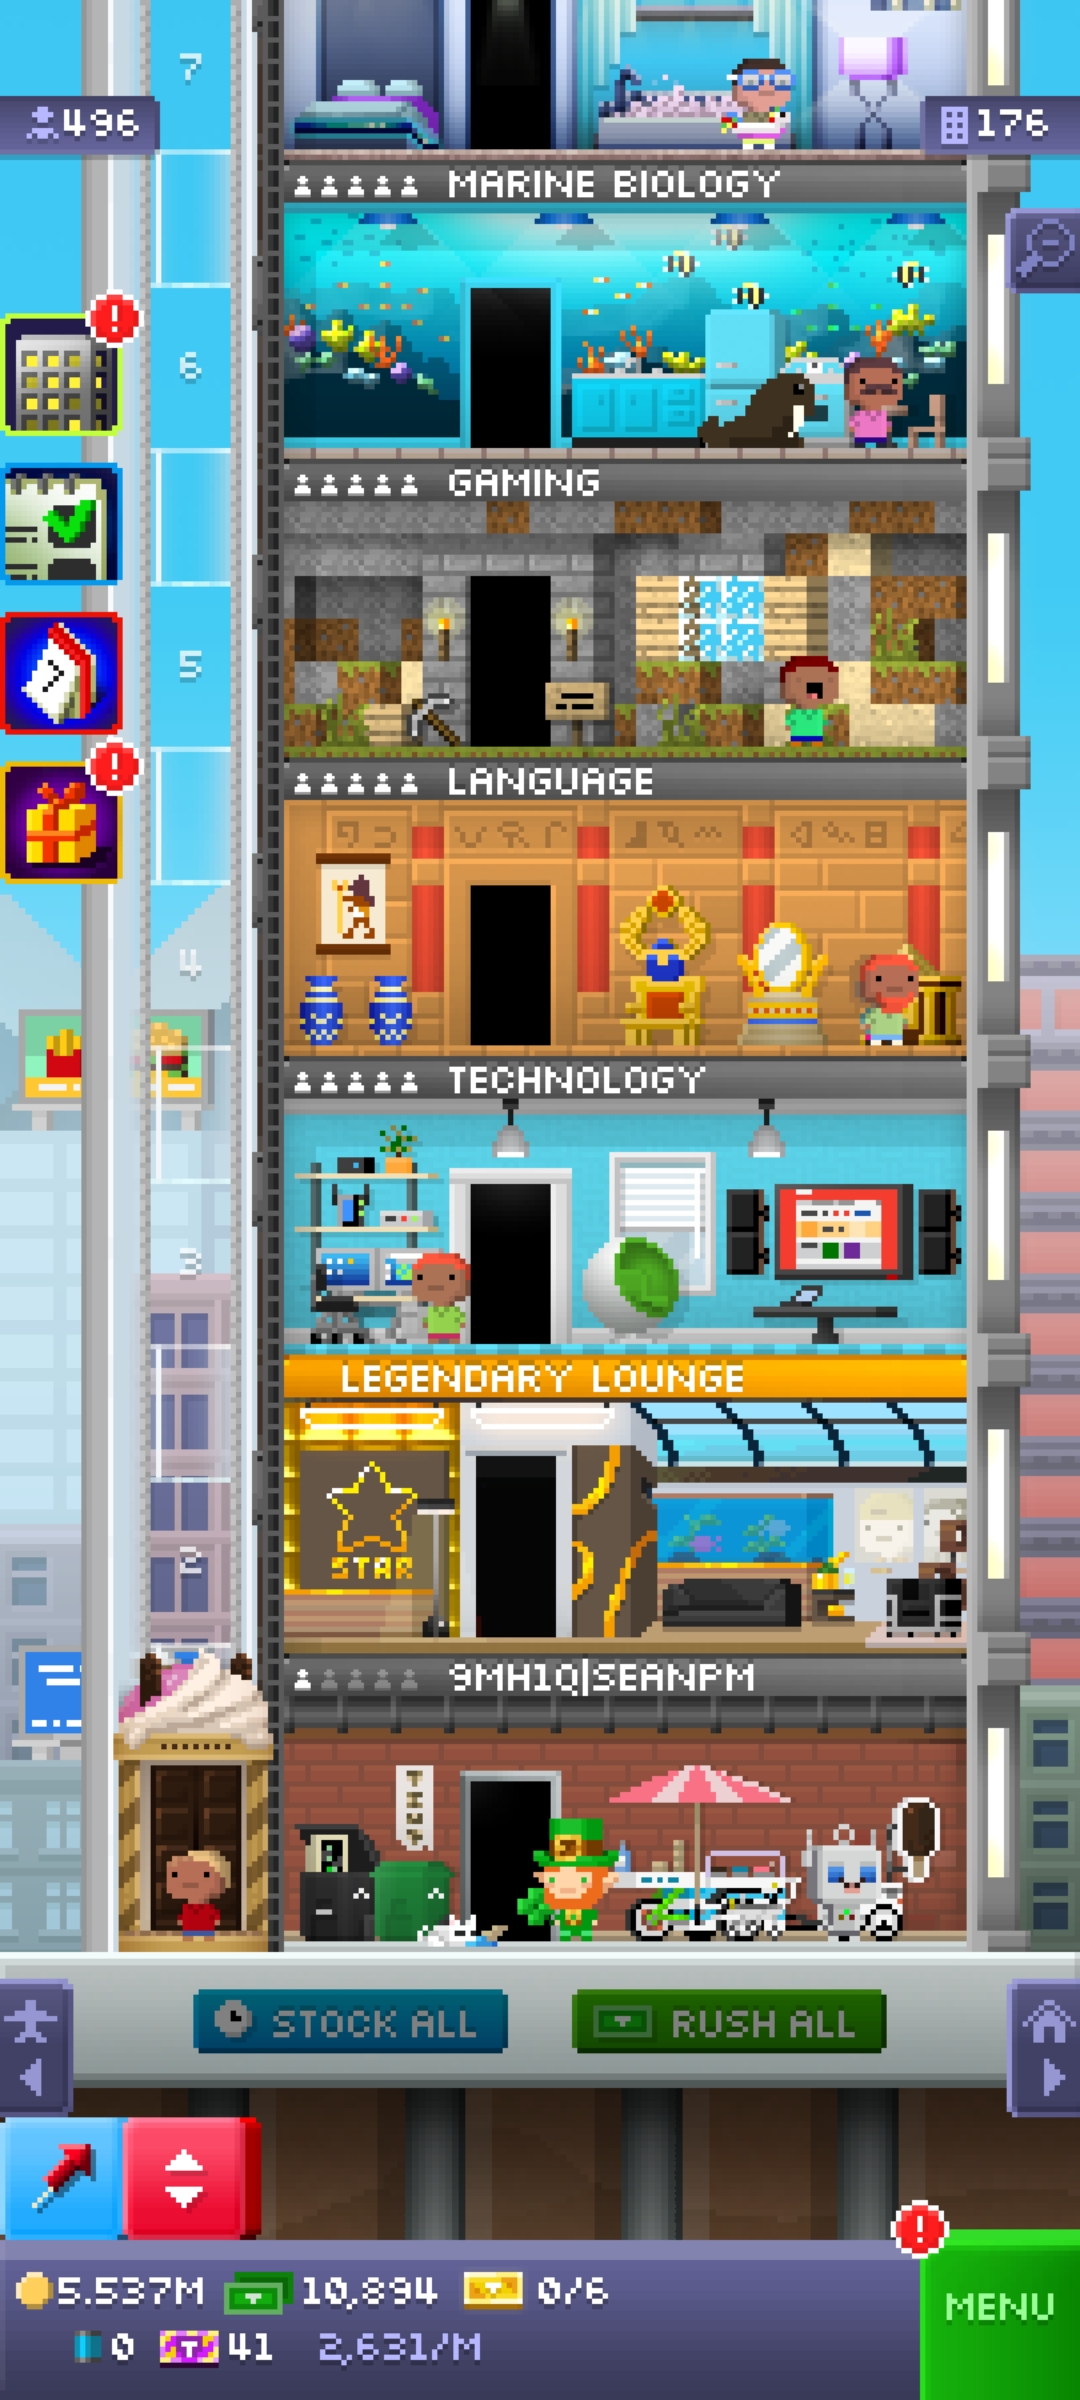 7
496
176
MARINE BIOLOGY
6
GAMING
5
LANGUAGE
4
TECHNOLOGY
3
LEGENDARY LOUNGE
STAR
2
9MH1Q|SEANPM
TINY
STOCK ALL
RUSH ALL
5.537M
10,894
0/6
MENU
0
41
2,631/M